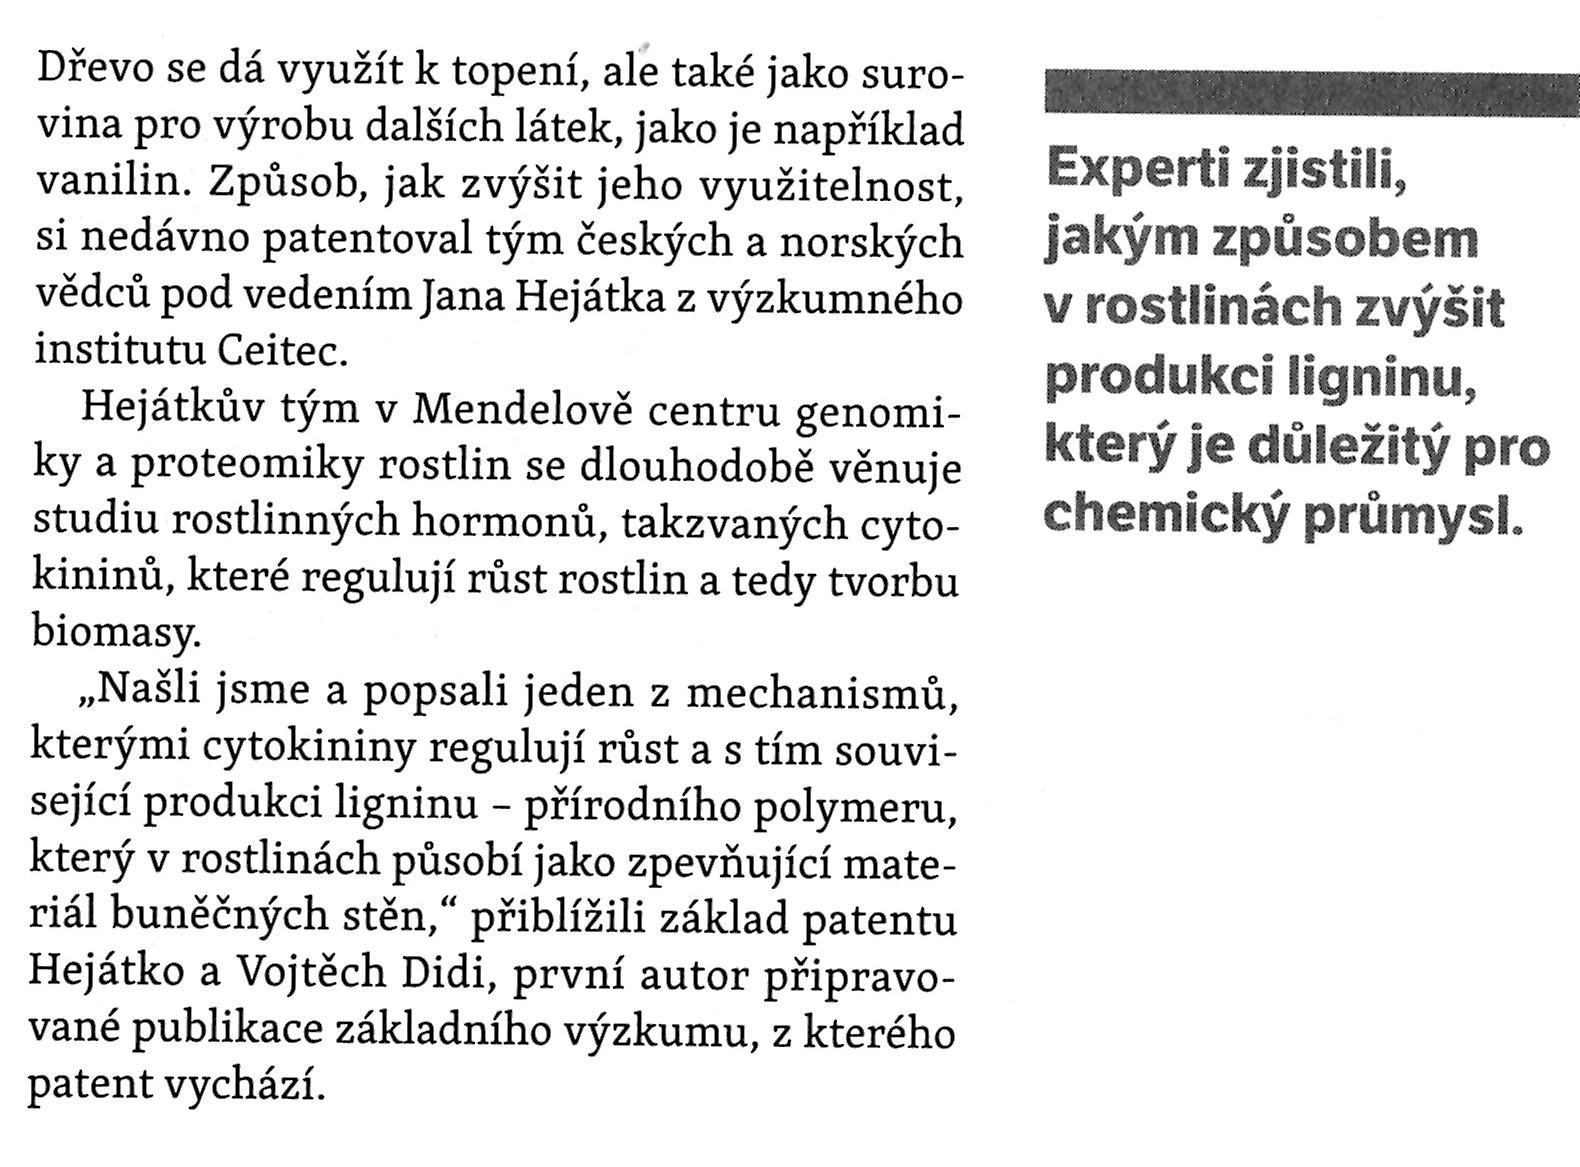 Dřevo se dá využít k topení, ale také jako suro-
vina pro výrobu dalších látek, jako je například
vanilin. Způsob, jak zvýšit jeho využitelnost,
si nedávno patentoval tým českých a norských
vědců pod vedením Jana Hejátka z výzkumného
institutu Ceitec.
Hejátkův tým v Mendelově centru genomi-
ky a proteomiky rostlin se dlouhodobě věnuje
studiu rostlinných hormonů, takzvaných cyto-
kininů, které regulují růst rostlin a tedy tvorbu
biomasy.
„Našli jsme a popsali jeden z mechanismů,
kterými cytokininy regulují růst a s tím souvi-
sející produkci ligninu – přírodního polymeru,
který v rostlinách působí jako zpevňující mate-
riál buněčných stěn,“ přiblížili základ patentu
Hejátko a Vojtěch Didi, první autor připravo-
vané publikace základního výzkumu, z kterého
patent vychází.
Experti zjistili,
jakým způsobem
v rostlinách zvýšit
produkci ligninu,
který je důležitý pro
chemický průmysl.